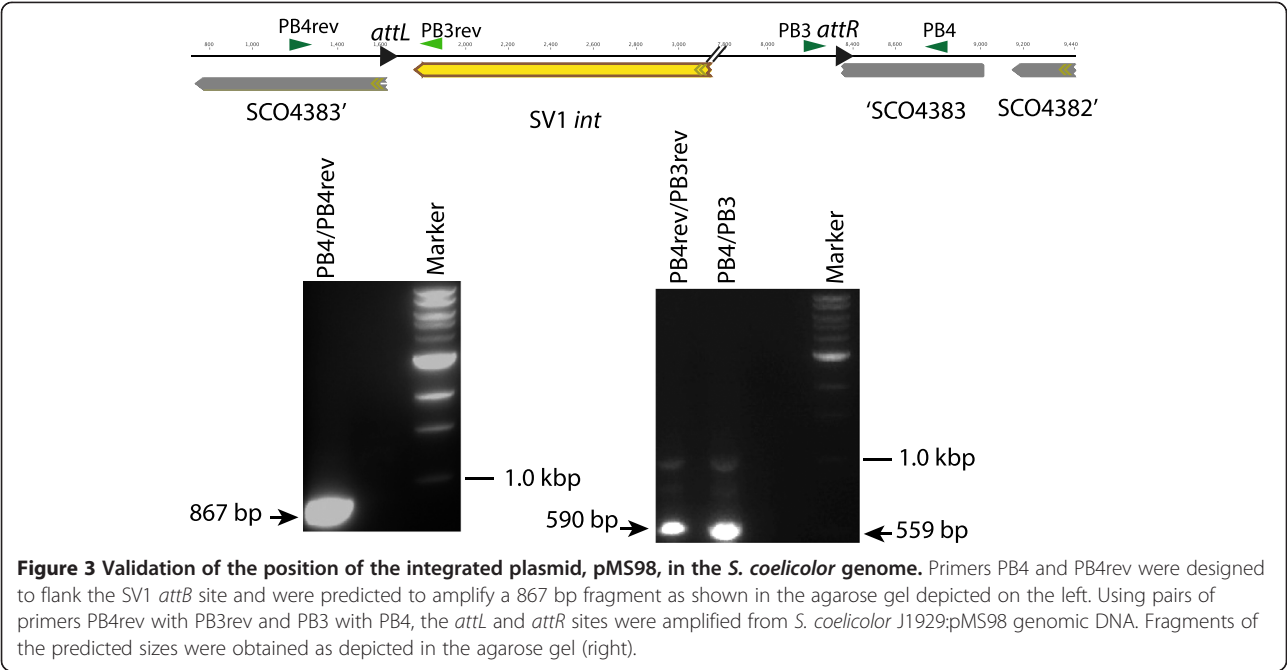 PB4rev attL PB3rev PB3 attR PB4
800 1,000 1,400 1,600 2,000 2,200 2,400 2,600 2,800 3,000 8,000 8,400 8,600 8,800 9,000 9,200 9,440
SCO4383' SV1 int 'SCO4383 SCO4382'
PB4/PB4rev
Marker
PB4rev/PB3rev
PB4/PB3
Marker
1.0 kbp
867 bp
1.0 kbp
590 bp
559 bp
Figure 3 Validation of the position of the integrated plasmid, pMS98, in the S. coelicolor genome. Primers PB4 and PB4rev were designed
to flank the SV1 attB site and were predicted to amplify a 867 bp fragment as shown in the agarose gel depicted on the left. Using pairs of
primers PB4rev with PB3rev and PB3 with PB4, the attL and attR sites were amplified from S. coelicolor J1929:pMS98 genomic DNA. Fragments of
the predicted sizes were obtained as depicted in the agarose gel (right).